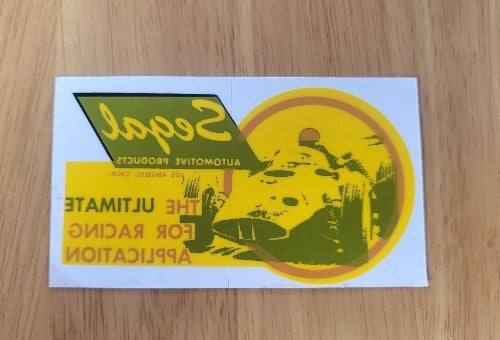 Segal
AUTOMOTIVE PRODUCTS
LOS ANGELES, CALIF.
THE ULTIMATE
FOR RACING
APPLICATION